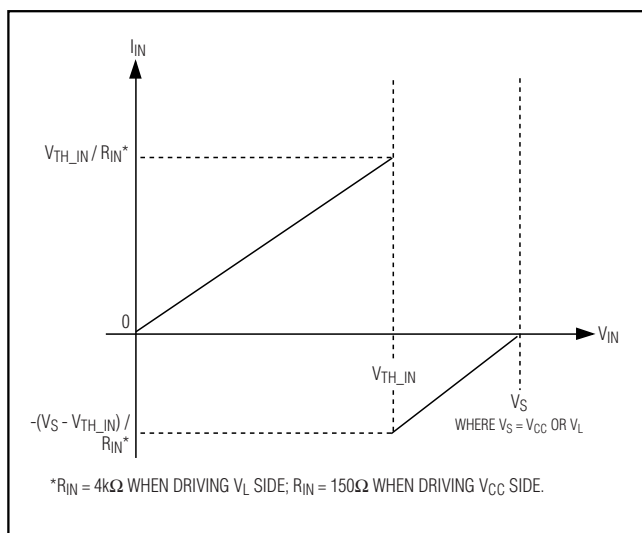 I_IN
V_TH_IN / R_IN*
0
V_IN
V_TH_IN
-(V_S - V_TH_IN) /
R_IN*
V_S
WHERE V_S = V_CC OR V_L
*R_IN = 4kΩ WHEN DRIVING V_L SIDE; R_IN = 150Ω WHEN DRIVING V_CC SIDE.